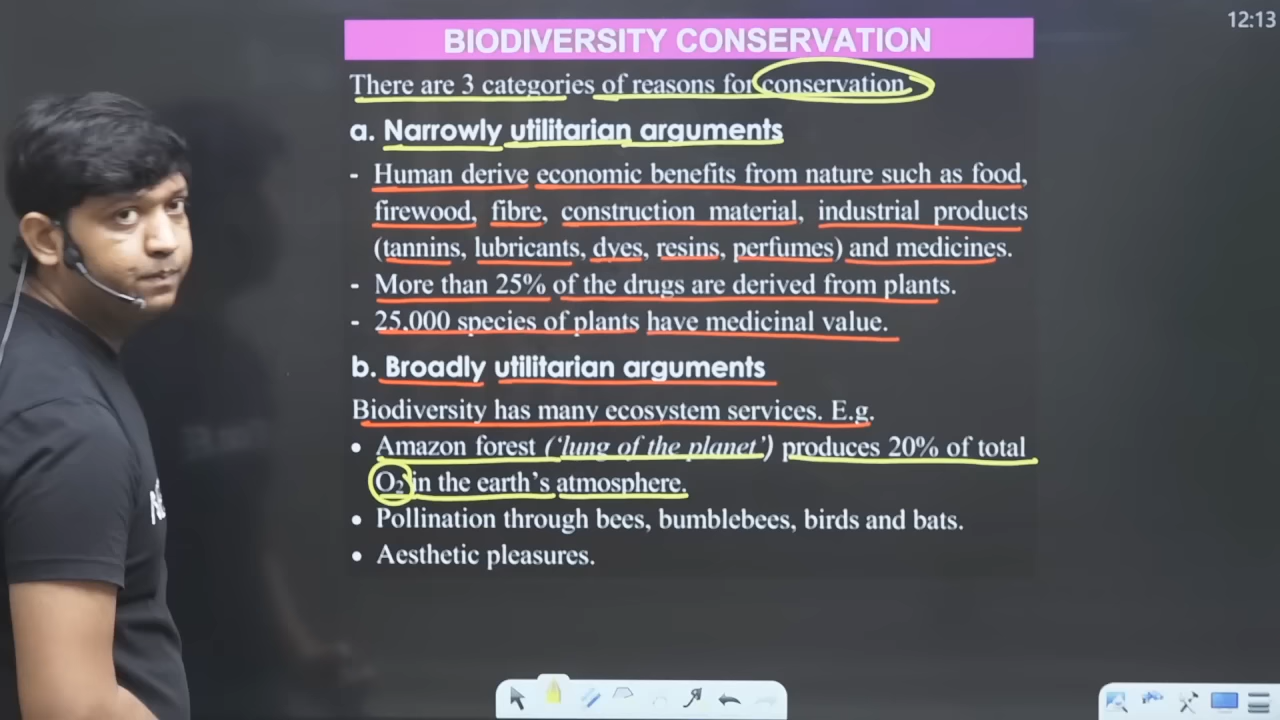 12:13
BIODIVERSITY CONSERVATION
There are 3 categories of reasons for conservation.
a. Narrowly utilitarian arguments
- Human derive economic benefits from nature such as food,
firewood, fibre, construction material, industrial products
(tannins, lubricants, dyes, resins, perfumes) and medicines.
- More than 25% of the drugs are derived from plants.
- 25,000 species of plants have medicinal value.
b. Broadly utilitarian arguments
Biodiversity has many ecosystem services. E.g.
• Amazon forest ('lung of the planet') produces 20% of total
O₂ in the earth's atmosphere.
• Pollination through bees, bumblebees, birds and bats.
• Aesthetic pleasures.